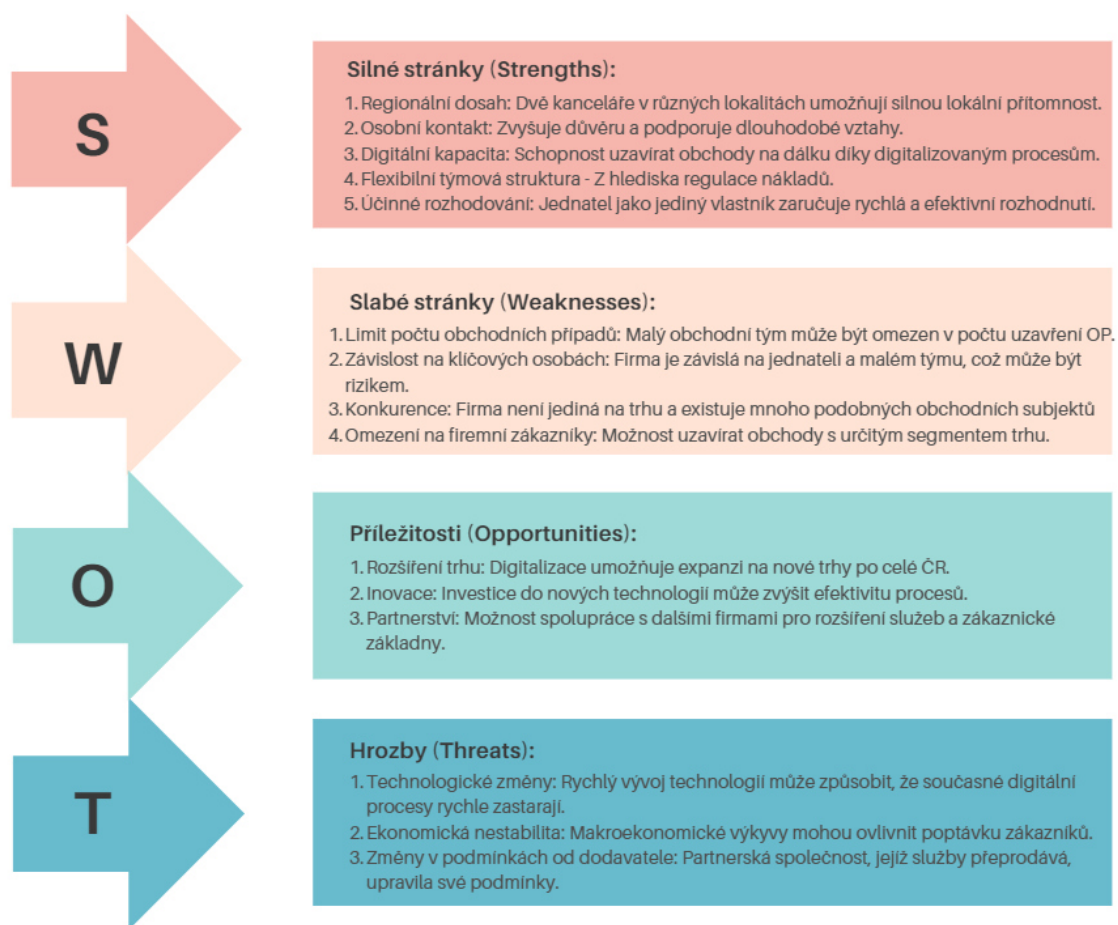 S
Silné stránky (Strengths):
1. Regionální dosah: Dvě kanceláře v různých lokalitách umožňují silnou lokální přítomnost.
2. Osobní kontakt: Zvyšuje důvěru a podporuje dlouhodobé vztahy.
3. Digitální kapacita: Schopnost uzavírat obchody na dálku díky digitalizovaným procesům.
4. Flexibilní týmová struktura - Z hlediska regulace nákladů.
5. Účinné rozhodování: Jednatel jako jediný vlastník zaručuje rychlá a efektivní rozhodnutí.
W
Slabé stránky (Weaknesses):
1. Limit počtu obchodních případů: Malý obchodní tým může být omezen v počtu uzavření OP.
2. Závislost na klíčových osobách: Firma je závislá na jednateli a malém týmu, což může být
rizikem.
3. Konkurence: Firma není jediná na trhu a existuje mnoho podobných obchodních subjektů
4. Omezení na firemní zákazníky: Možnost uzavírat obchody s určitým segmentem trhu.
O
Příležitosti (Opportunities):
1. Rozšíření trhu: Digitalizace umožňuje expanzi na nové trhy po celé ČR.
2. Inovace: Investice do nových technologií může zvýšit efektivitu procesů.
3. Partnerství: Možnost spolupráce s dalšími firmami pro rozšíření služeb a zákaznické
základny.
T
Hrozby (Threats):
1. Technologické změny: Rychlý vývoj technologií může způsobit, že současné digitální
procesy rychle zastarají.
2. Ekonomická nestabilita: Makroekonomické výkyvy mohou ovlivnit poptávku zákazníků.
3. Změny v podmínkách od dodavatele: Partnerská společnost, jejíž služby přeprodává,
upravila své podmínky.